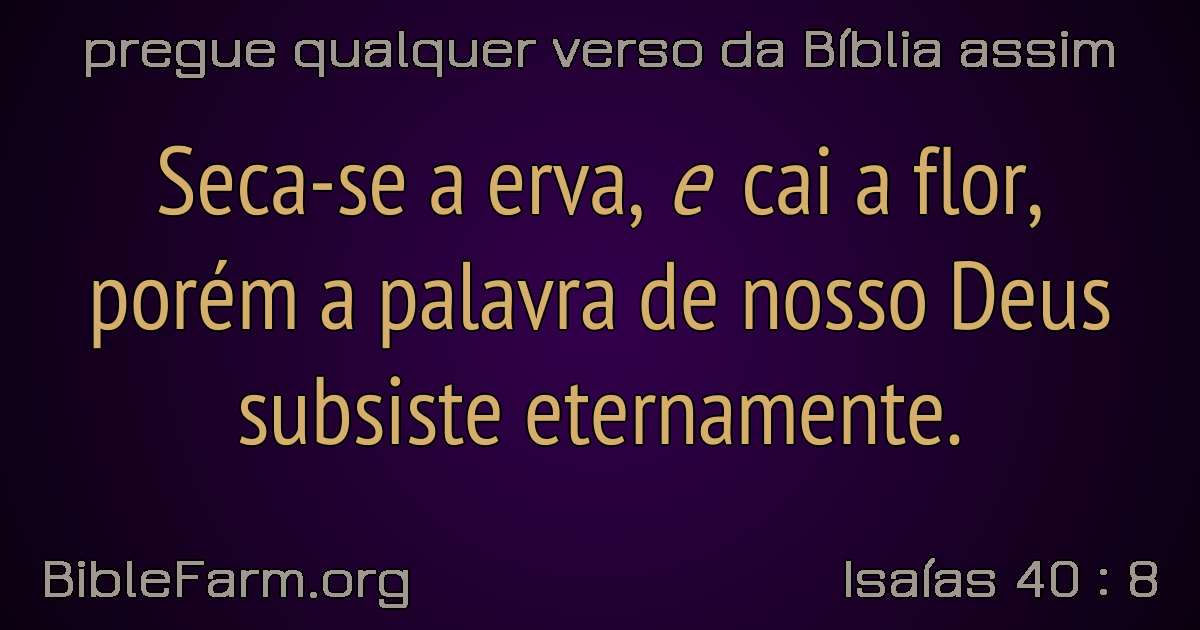 pregue qualquer verso da Bíblia assim
Seca-se a erva, e cai a flor,
porém a palavra de nosso Deus
subsiste eternamente.
BibleFarm.org
Isaías 40 : 8